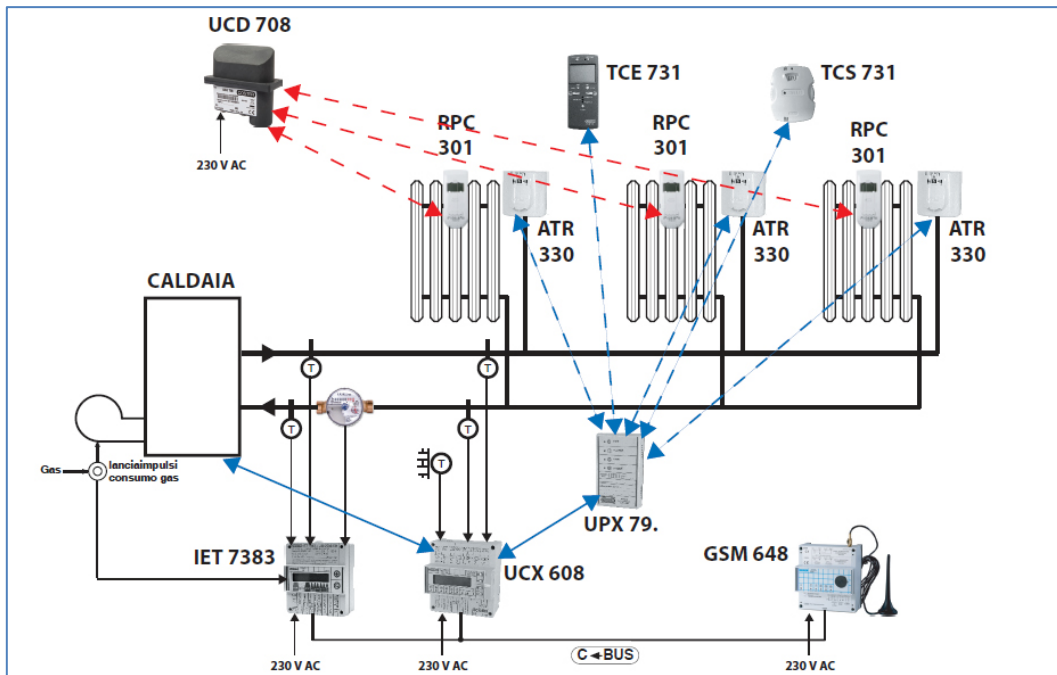 UCD 708
TCE 731
TCS 731
230 V AC
RPC
301
RPC
301
RPC
301
ATR
330
ATR
330
ATR
330
CALDAIA
T
T
T
T
T
Gas
lanciaimpulsi
consumo gas
UPX 79.
IET 7383
UCX 608
GSM 648
C BUS
230 V AC
230 V AC
230 V AC